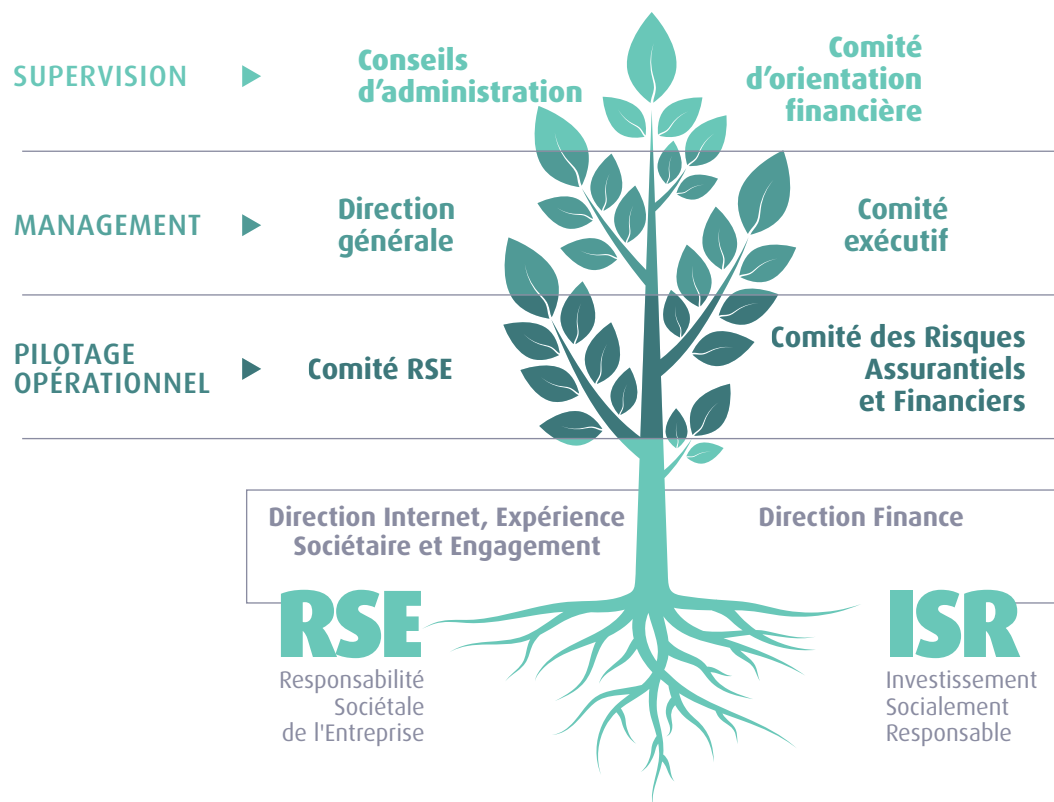 SUPERVISION
Conseils
d'administration
Comité
d'orientation
financière
MANAGEMENT
Direction
générale
Comité
exécutif
PILOTAGE
OPÉRATIONNEL
Comité RSE
Comité des Risques
Assurantiels
et Financiers
Direction Internet, Expérience
Sociétaire et Engagement
Direction Finance
RSE
Responsabilité
Sociétale
de l'Entreprise
ISR
Investissement
Socialement
Responsable